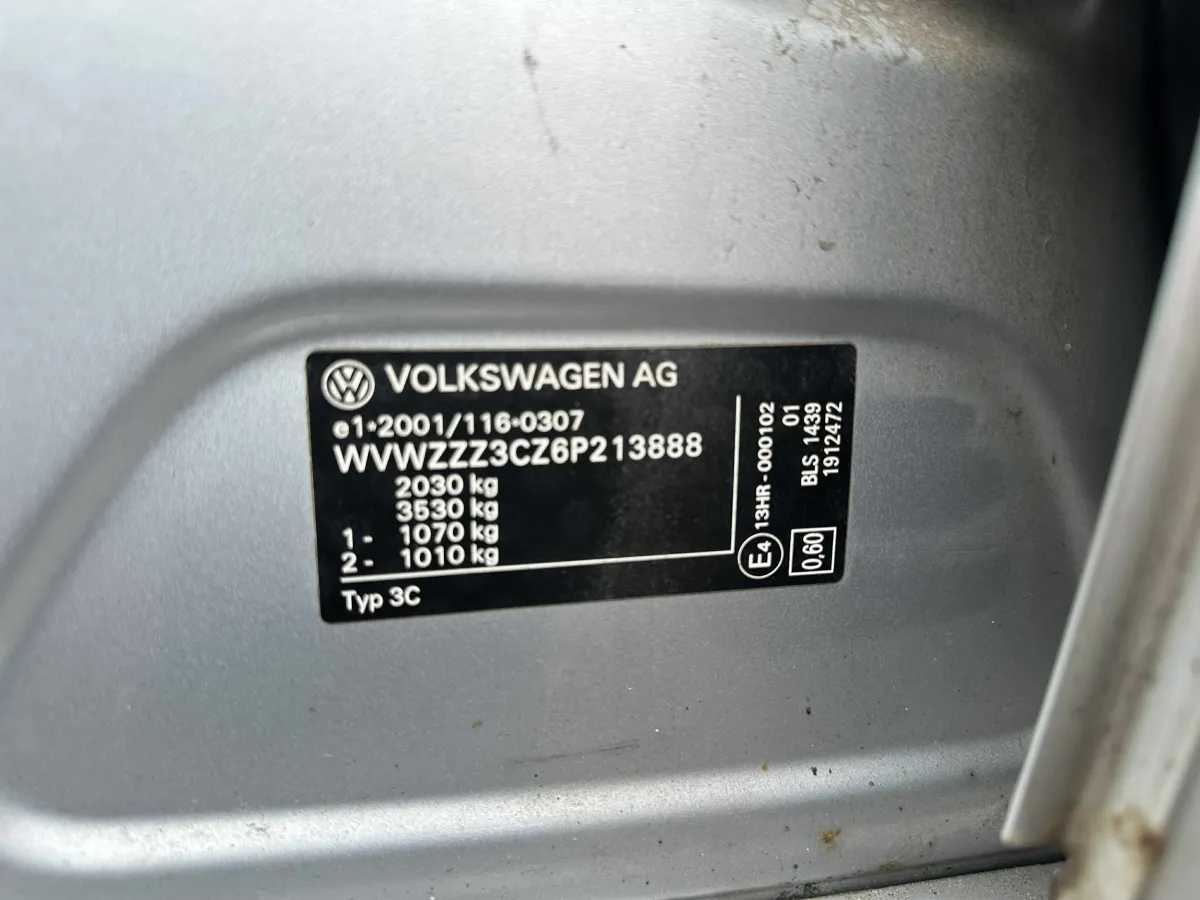 VOLKSWAGEN AG
e1*2001/116*0307
WVWZZZ3CZ6P213888
2030 kg
3530 kg
1 - 1070 kg
2 - 1010 kg
Typ 3C
E4 13HR-000102
01
BLS 1439
1912472
0,60